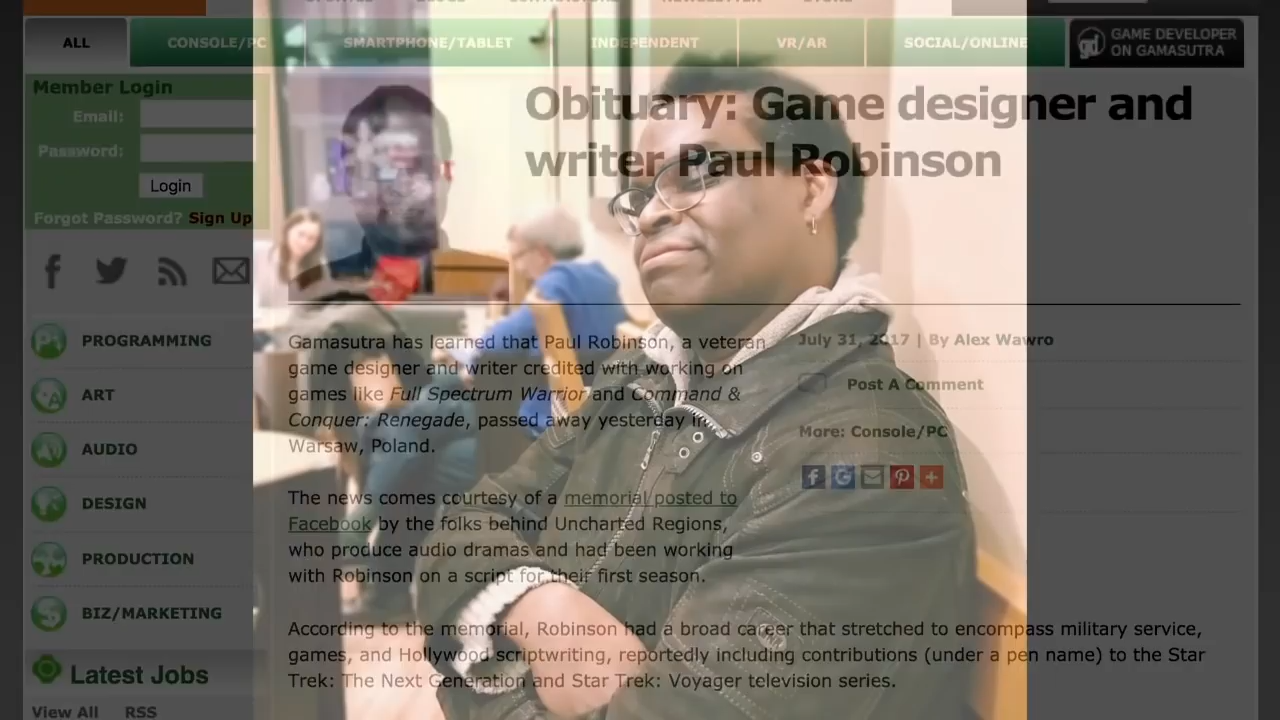 ALL
CONSOLE/PC
SMARTPHONE/TABLET
INDEPENDENT
VR/AR
SOCIAL/ONLINE
GAME DEVELOPER
ON GAMASUTRA
Member Login
Email:
Password:
Login
Forgot Password? Sign Up
Obituary: Game designer and
writer Paul Robinson
PROGRAMMING
ART
AUDIO
DESIGN
PRODUCTION
BIZ/MARKETING
Latest Jobs
View All RSS
Gamasutra has learned that Paul Robinson, a veteran
game designer and writer credited with working on
games like Full Spectrum Warrior and Command &
Conquer: Renegade, passed away yesterday in
Warsaw, Poland.
July 31, 2017 | By Alex Wawro
Post A Comment
More: Console/PC
The news comes courtesy of a memorial posted to
Facebook by the folks behind Uncharted Regions,
who produce audio dramas and had been working
with Robinson on a script for their first season.
According to the memorial, Robinson had a broad career that stretched to encompass military service,
games, and Hollywood scriptwriting, reportedly including contributions (under a pen name) to the Star
Trek: The Next Generation and Star Trek: Voyager television series.